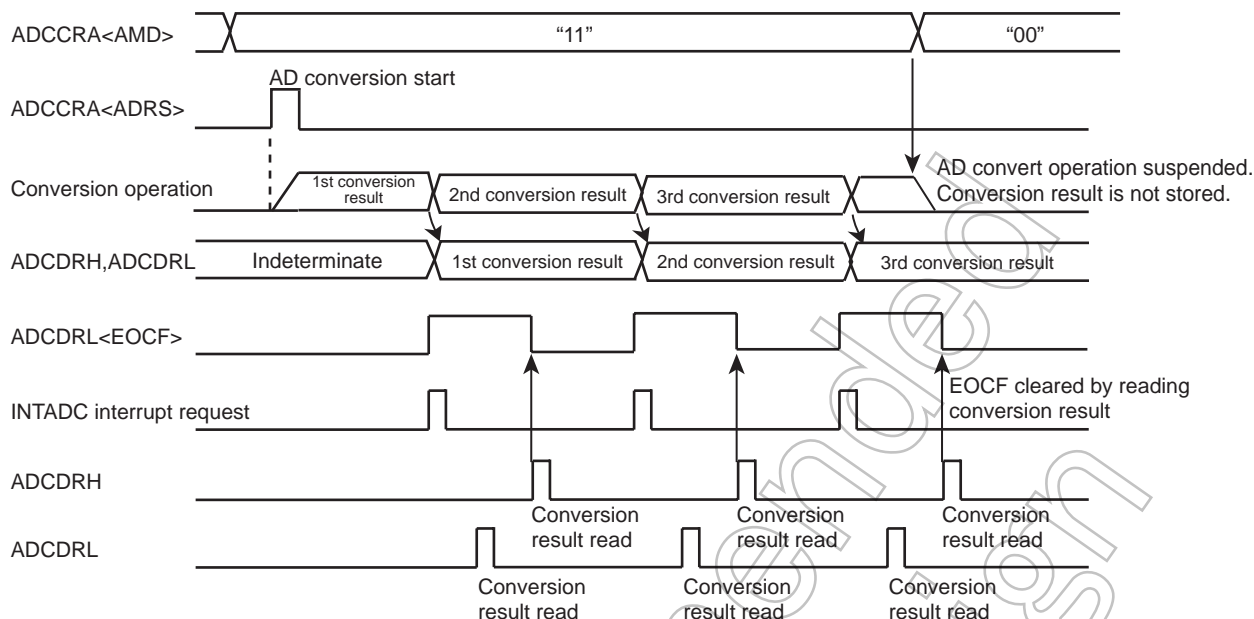 ADCCRA<AMD>
"11"
"00"
AD conversion start
ADCCRA<ADRS>
Conversion operation
1st conversion
result
2nd conversion result
3rd conversion result
AD convert operation suspended.
Conversion result is not stored.
ADCDRH,ADCDRL
Indeterminate
1st conversion result
2nd conversion result
3rd conversion result
ADCDRL<EOCF>
EOCF cleared by reading
conversion result
INTADC interrupt request
ADCDRH
Conversion
result read
Conversion
result read
Conversion
result read
ADCDRL
Conversion
result read
Conversion
result read
Conversion
result read